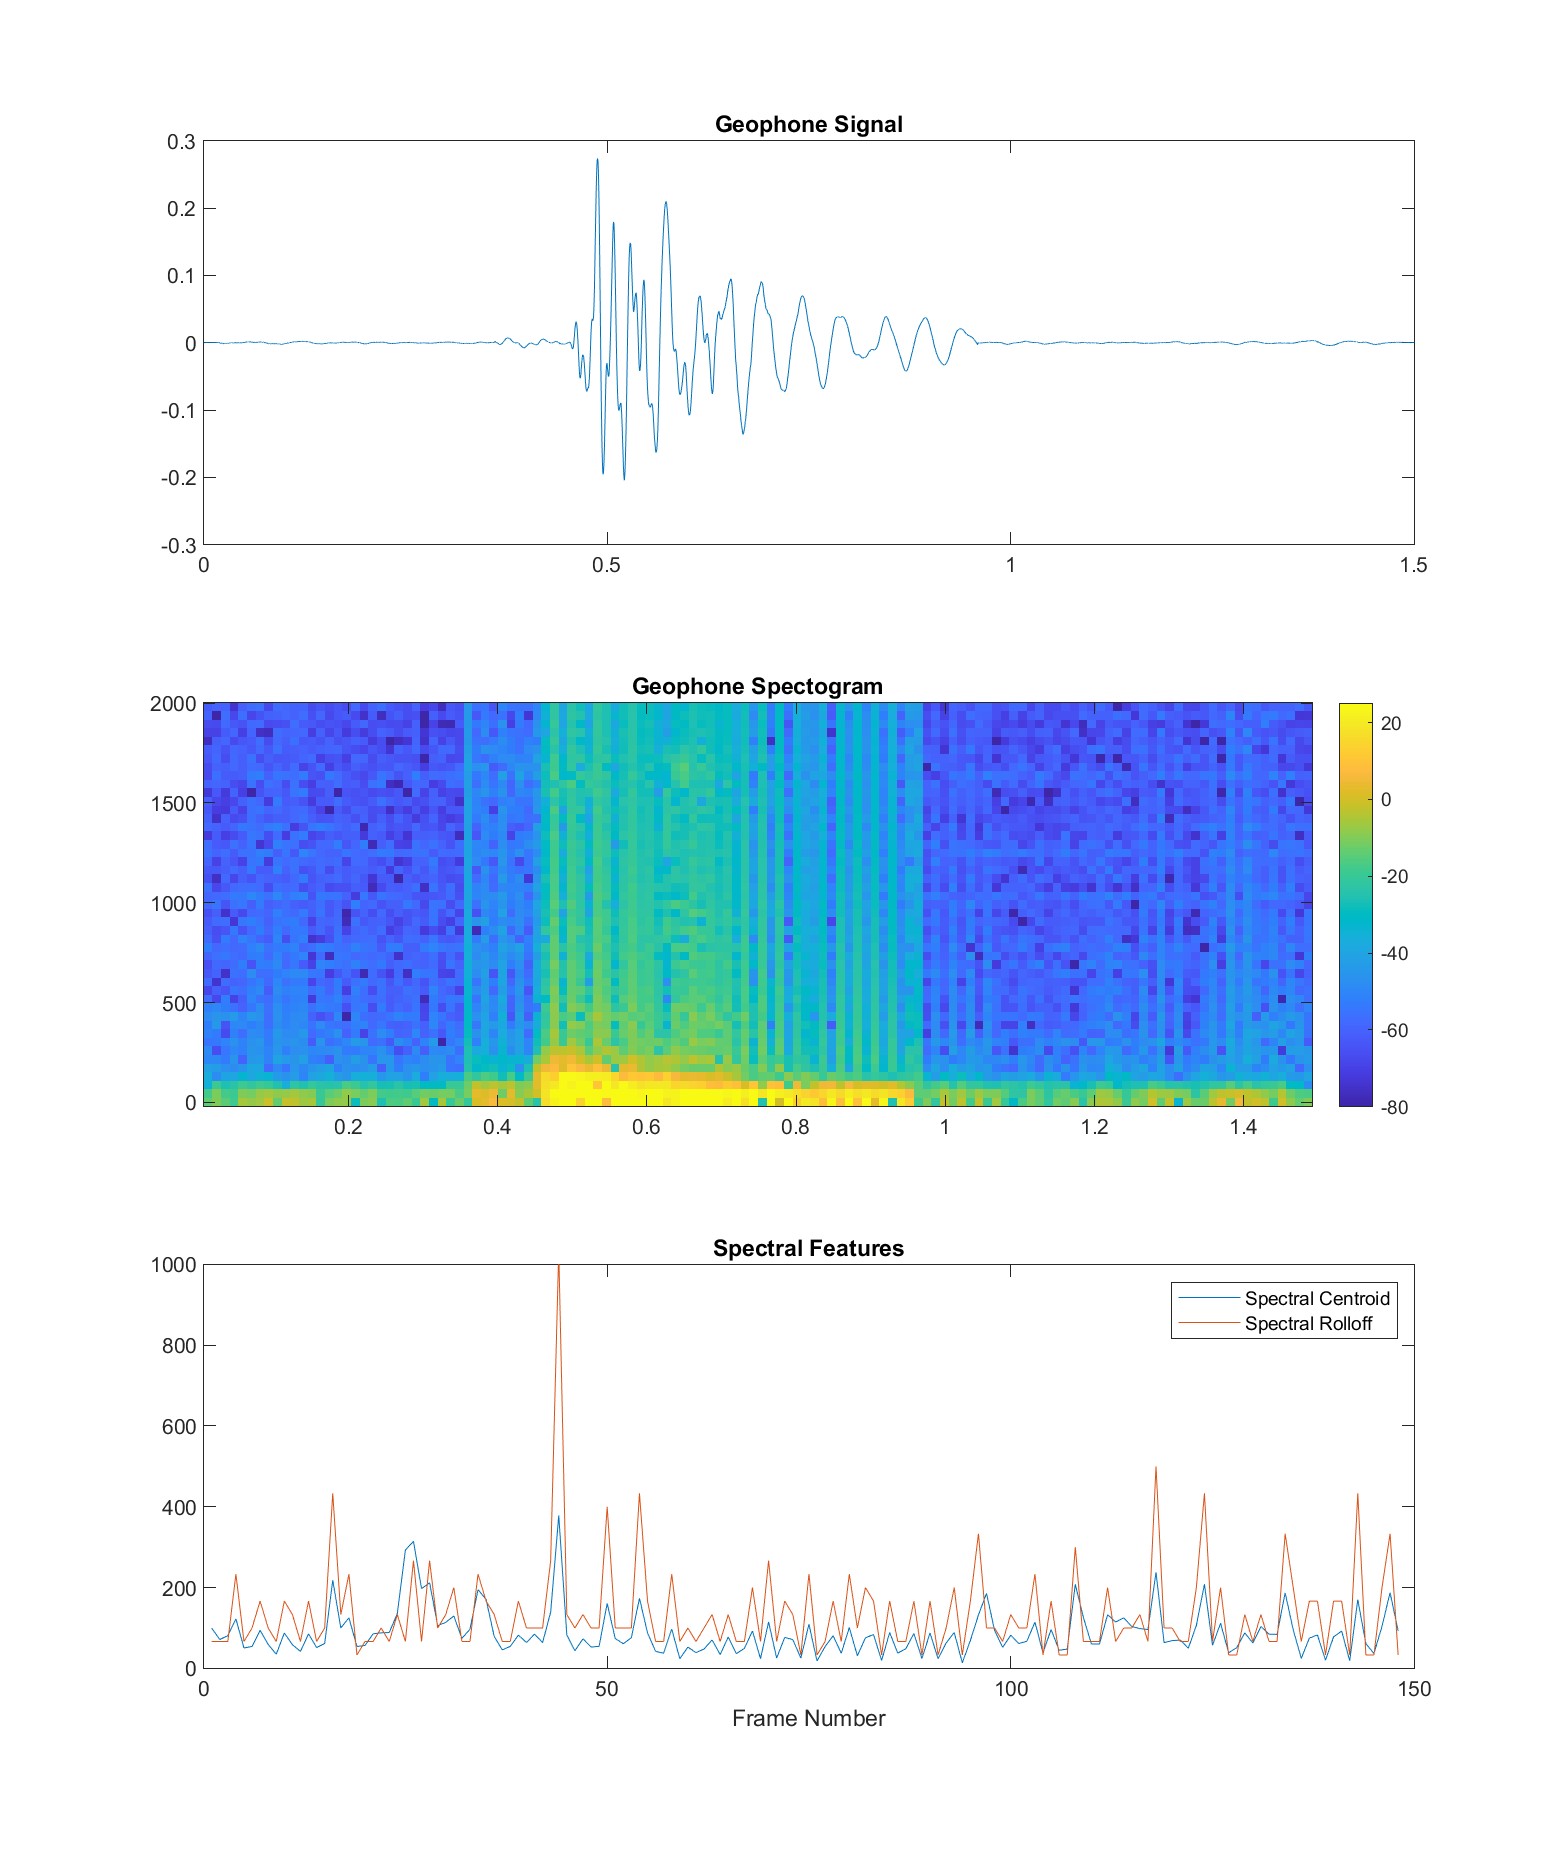 Geophone Signal
0.3
0.2
0.1
0
-0.1
-0.2
-0.3
0 0.5 1 1.5
Geophone Spectogram
2000
1500
1000
500
0
0.2 0.4 0.6 0.8 1 1.2 1.4
20
0
-20
-40
-60
-80
Spectral Features
1000
800
600
400
200
0
Spectral Centroid
Spectral Rolloff
0 50 100 150
Frame Number